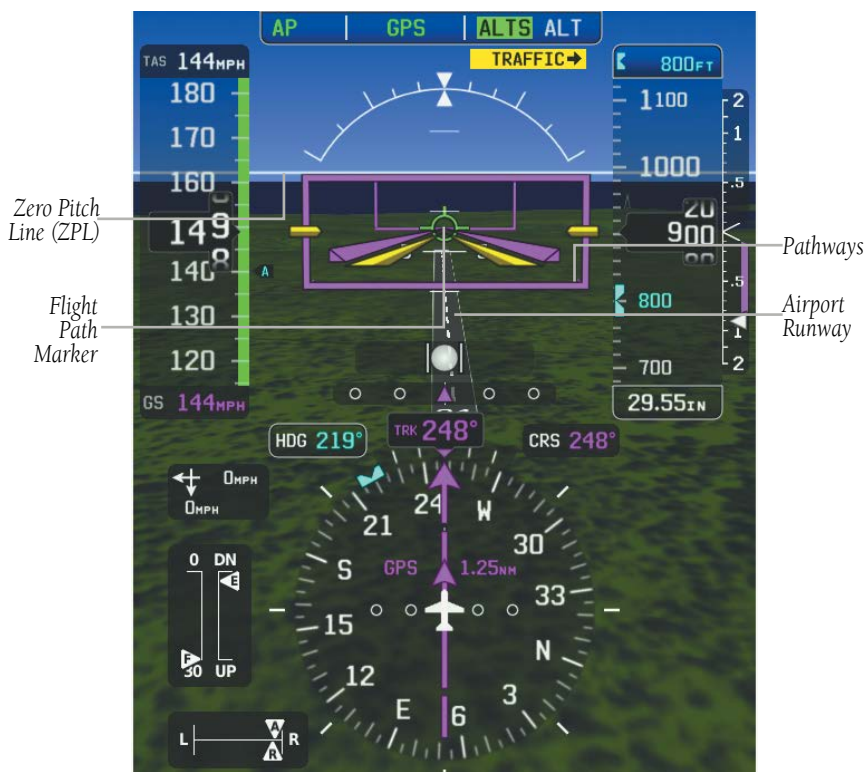 AP GPS ALTS ALT
TRAFFIC→
TAS 144MPH
800FT
180
170
160
149
8
140
130
120
GS 144MPH
A
1100
1000
20
900
800
700
29.55IN
2
1
.5
.5
1
2
Zero Pitch
Line (ZPL)
Flight
Path
Marker
Pathways
Airport
Runway
HDG 219°
TRK 248°
CRS 248°
0MPH
0MPH
21
24
W
30
33
N
3
6
E
12
15
S
GPS
1.25NM
0 DN
E
F
30 UP
L
A
R
R